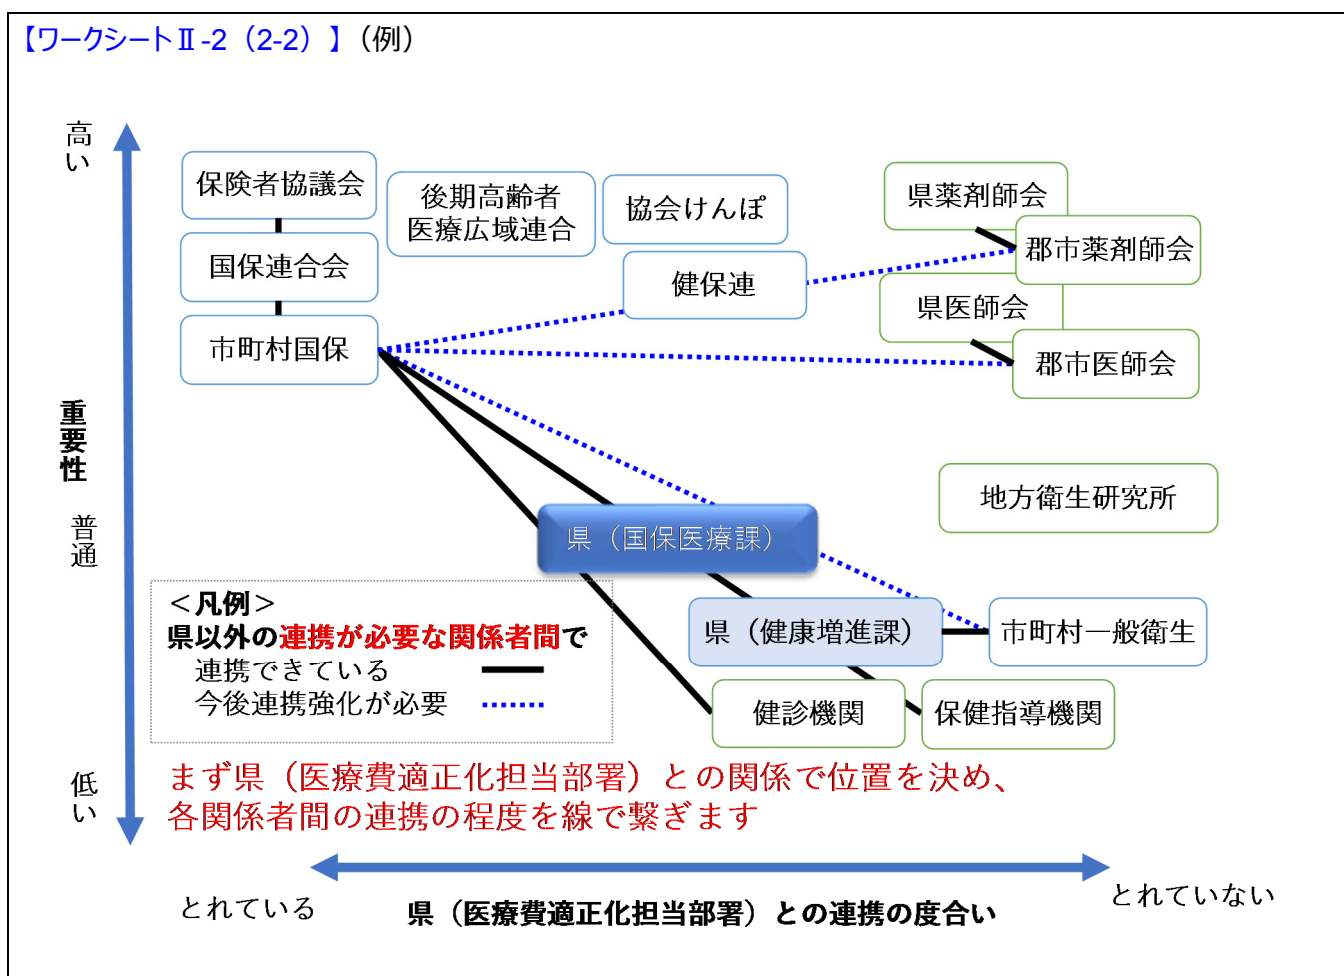 【ワークシートⅡ-2（2-2）】（例）
高い
保険者協議会
後期高齢者
医療広域連合
協会けんぽ
県薬剤師会
郡市薬剤師会
国保連合会
健保連
県医師会
市町村国保
郡市医師会
重要性
地方衛生研究所
普通
県（国保医療課）
＜凡例＞
県以外の連携が必要な関係者間で
連携できている
今後連携強化が必要
県（健康増進課）
市町村一般衛生
健診機関
保健指導機関
低い
まず県（医療費適正化担当部署）との関係で位置を決め、
各関係者間の連携の程度を線で繋ぎます
とれている
県（医療費適正化担当部署）との連携の度合い
とれていない